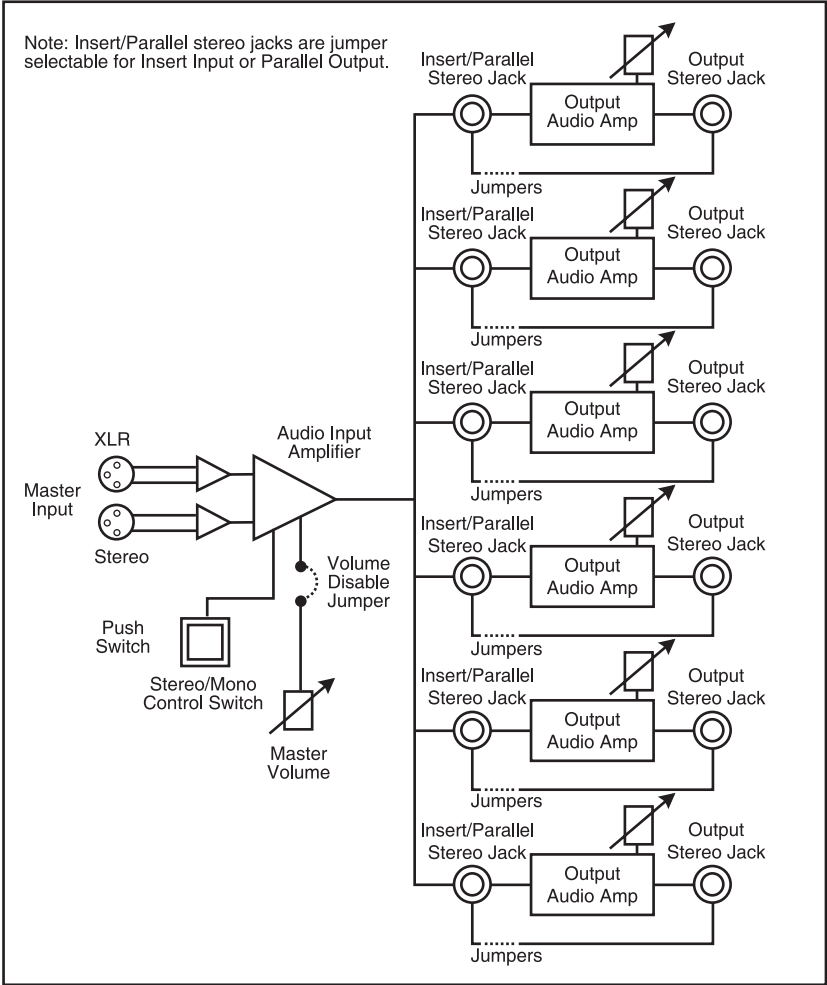 Note: Insert/Parallel stereo jacks are jumper
selectable for Insert Input or Parallel Output.
Insert/Parallel
Stereo Jack
Output
Audio Amp
Output
Stereo Jack
Jumpers
Insert/Parallel
Stereo Jack
Output
Audio Amp
Output
Stereo Jack
Jumpers
Insert/Parallel
Stereo Jack
Output
Audio Amp
Output
Stereo Jack
Jumpers
XLR
Master
Input
Stereo
Audio Input
Amplifier
Volume
Disable
Jumper
Push
Switch
Stereo/Mono
Control Switch
Master
Volume
Insert/Parallel
Stereo Jack
Output
Audio Amp
Output
Stereo Jack
Jumpers
Insert/Parallel
Stereo Jack
Output
Audio Amp
Output
Stereo Jack
Jumpers
Insert/Parallel
Stereo Jack
Output
Audio Amp
Output
Stereo Jack
Jumpers